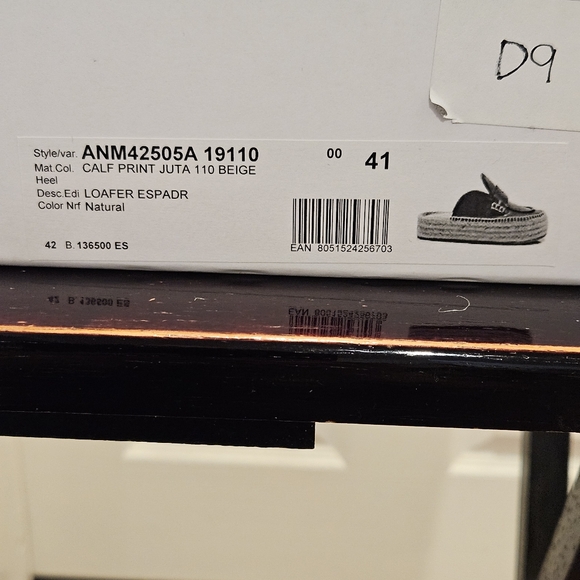 D9
Style/var. ANM42505A 19110 00 41
Mat.Col. CALF PRINT JUTA 110 BEIGE
Heel
Desc.Edi LOAFER ESPADR
Color Nrf Natural
42 B. 136500 ES
EAN 8051524256703